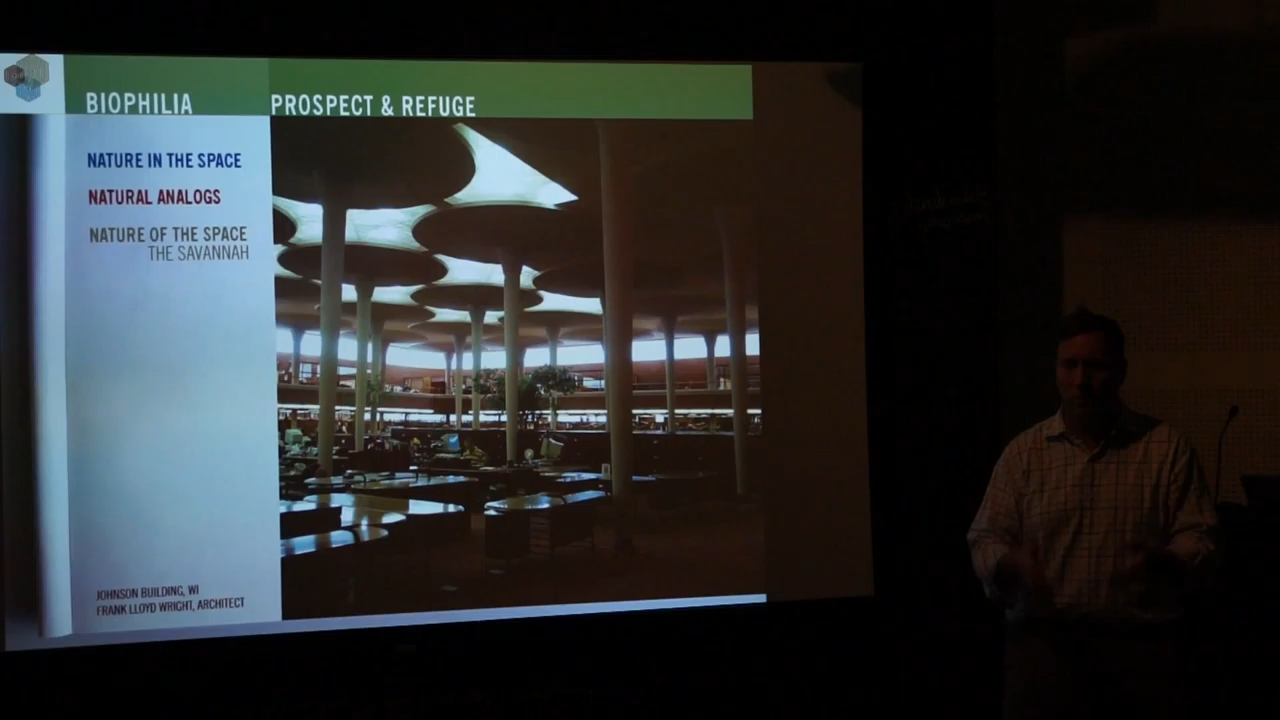 BIOPHILIA
PROSPECT & REFUGE
NATURE IN THE SPACE
NATURAL ANALOGS
NATURE OF THE SPACE
THE SAVANNAH
JOHNSON BUILDING, WI
FRANK LLOYD WRIGHT, ARCHITECT